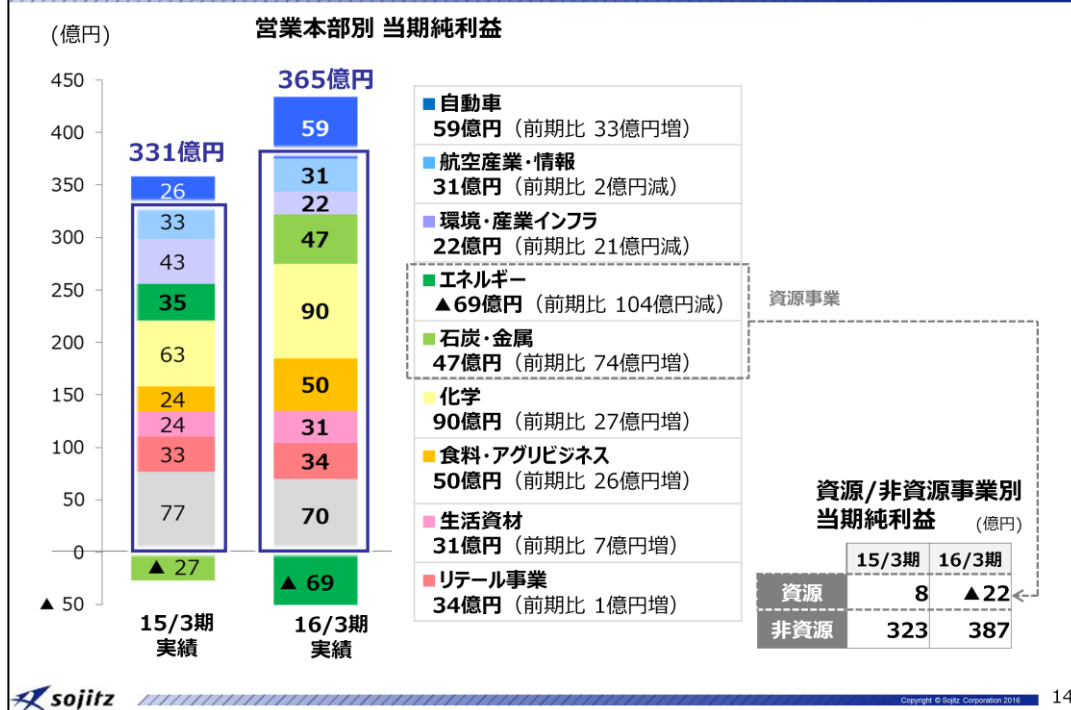 営業本部別 当期純利益
(億円)
450
400
350
300
250
200
150
100
50
0
▲ 50
331億円
26
33
43
35
63
24
24
33
77
▲ 27
15/3期
実績
365億円
59
31
22
47
90
50
31
34
70
▲ 69
16/3期
実績
■自動車
59億円（前期比 33億円増）
■航空産業・情報
31億円（前期比 2億円減）
■環境・産業インフラ
22億円（前期比 21億円減）
■エネルギー
▲69億円（前期比 104億円減）
■石炭・金属
47億円（前期比 74億円増）
■化学
90億円（前期比 27億円増）
■食料・アグリビジネス
50億円（前期比 26億円増）
■生活資材
31億円（前期比 7億円増）
■リテール事業
34億円（前期比 1億円増）
資源事業
資源/非資源事業別
当期純利益 (億円)
15/3期 16/3期
資源 8 ▲22
非資源 323 387
sojitz
Copyright © Sojitz Corporation 2016
14